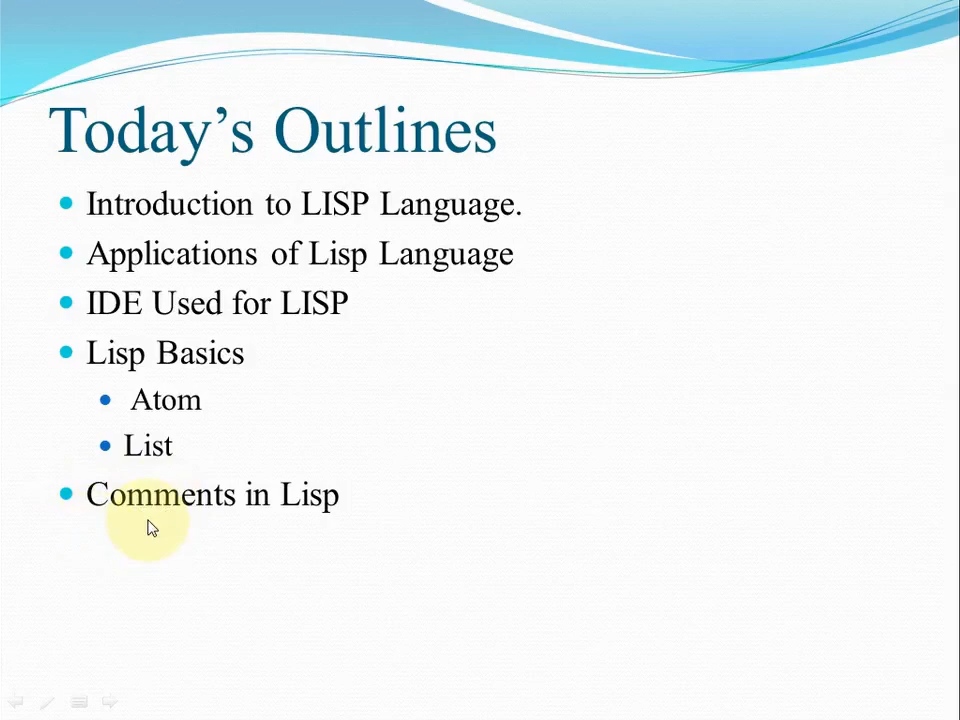 Today’s Outlines
Introduction to LISP Language.
Applications of Lisp Language
IDE Used for LISP
Lisp Basics
Atom
List
Comments in Lisp